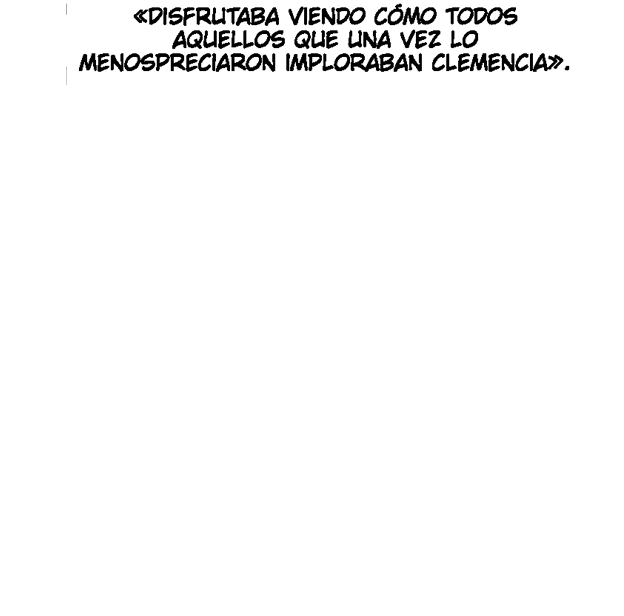 «DISFRUTABA VIENDO CÓMO TODOS
AQUELLOS QUE UNA VEZ LO
MENOSPRECIARON IMPLORABAN CLEMENCIA».